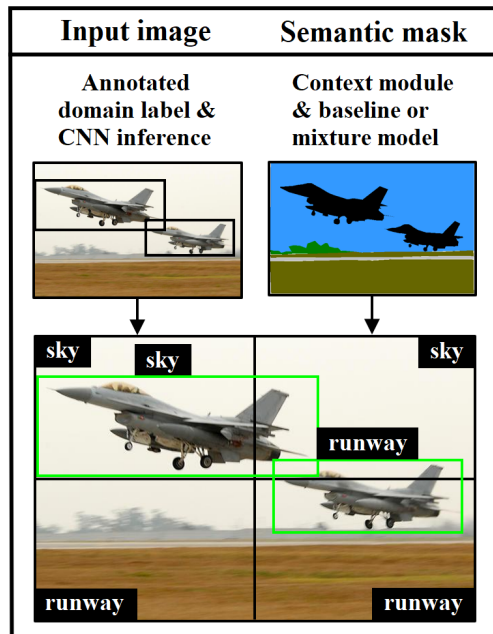 Input image
Semantic mask
Annotated
domain label &
CNN inference
Context module
& baseline or
mixture model
sky
sky
sky
runway
runway
runway